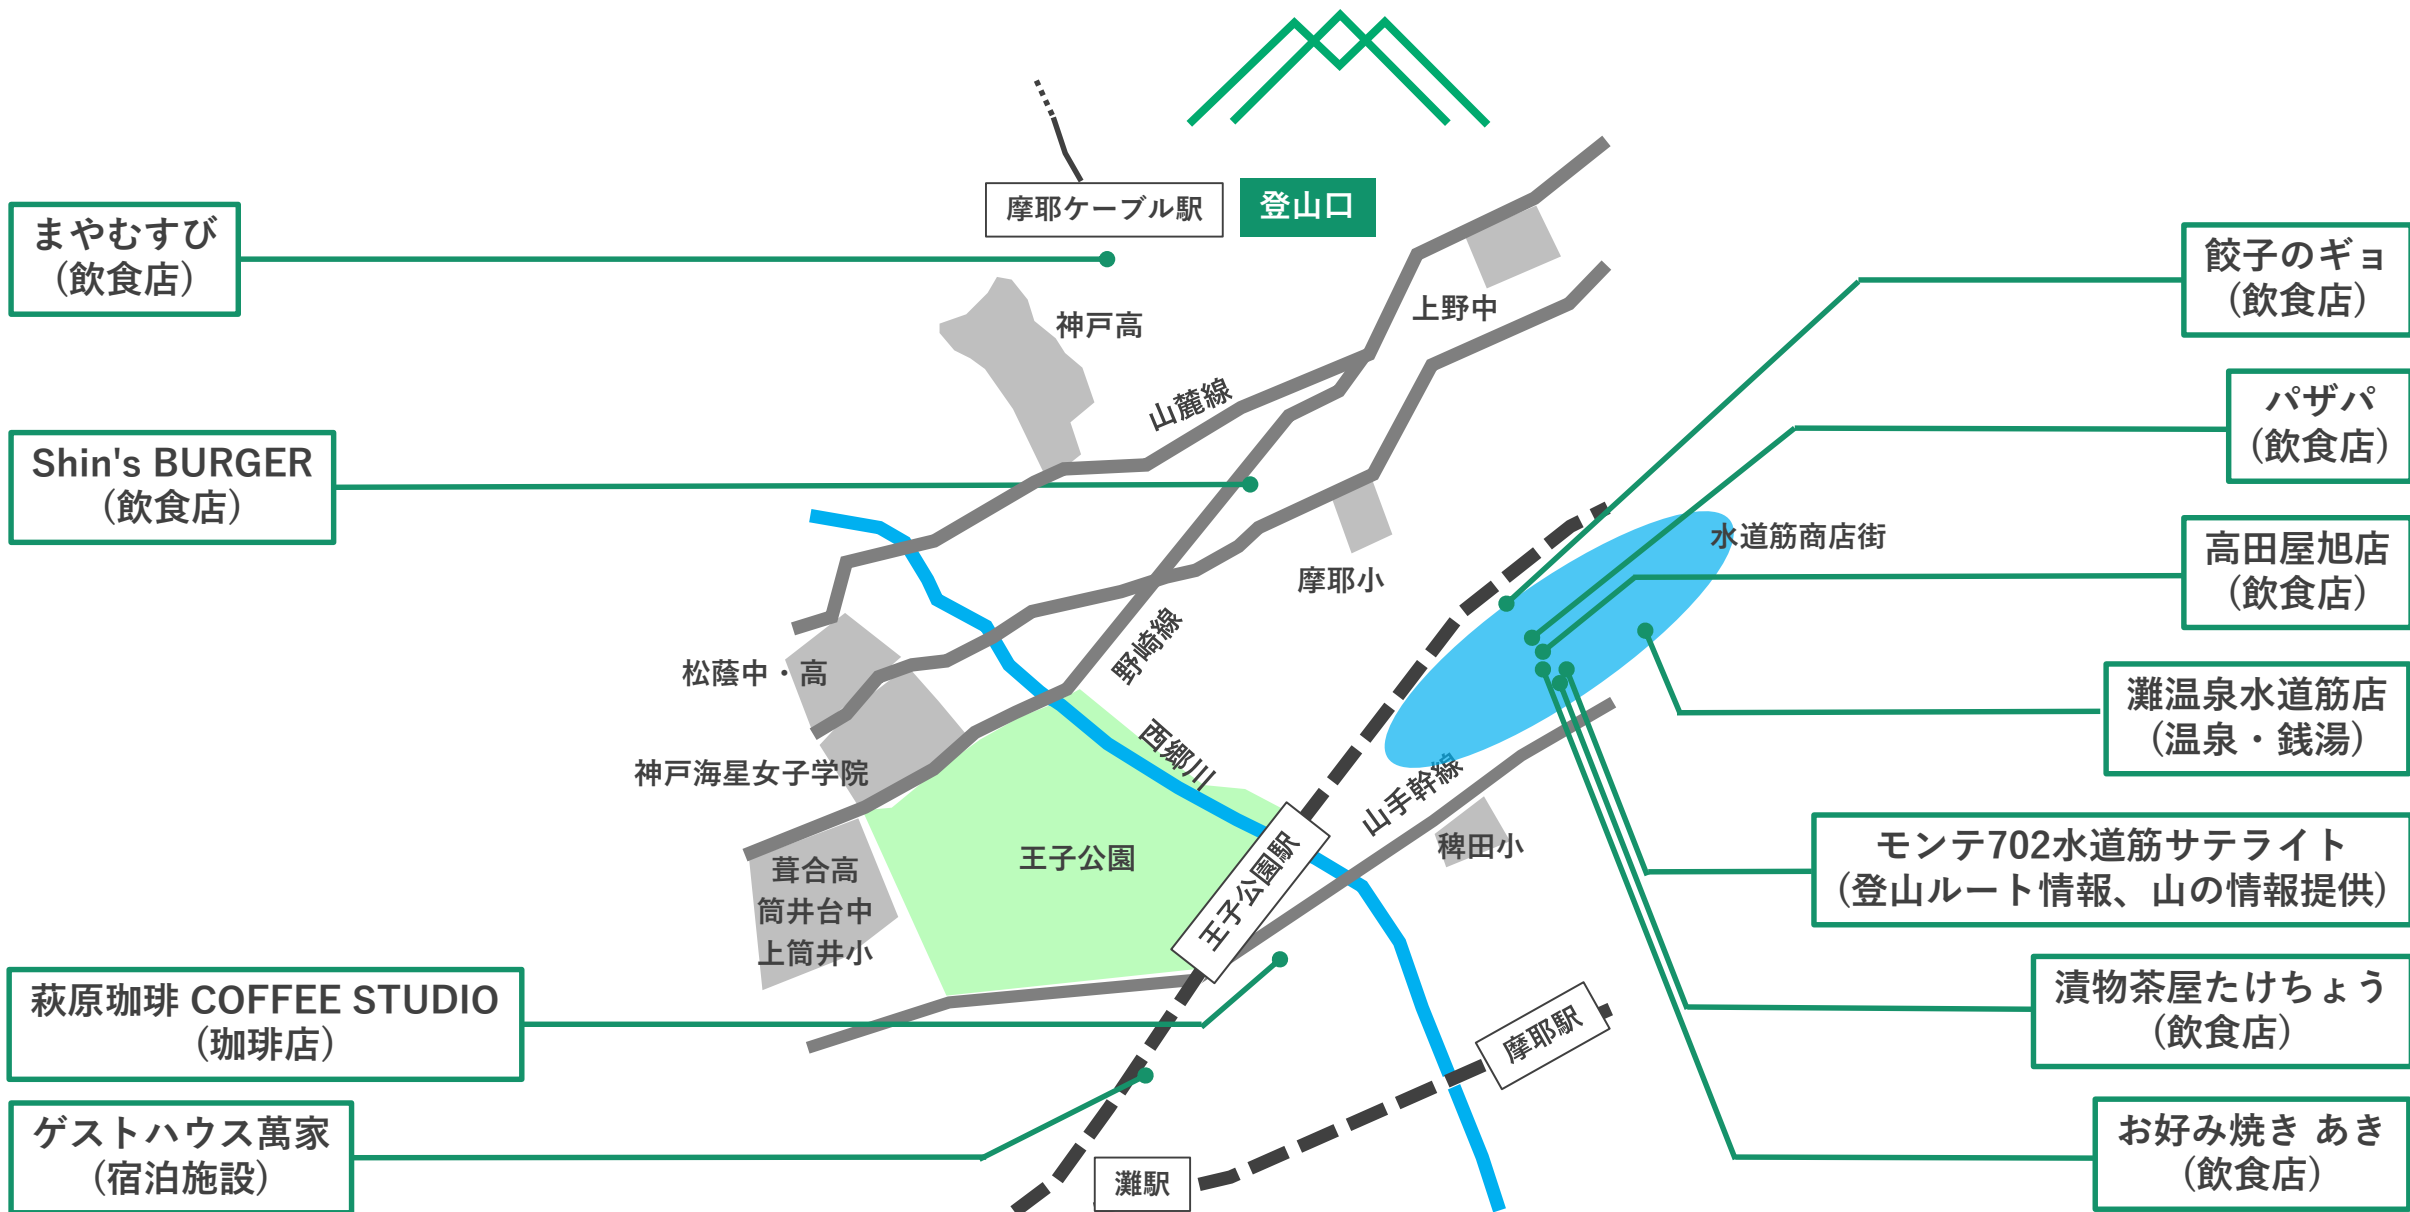 摩耶ケーブル駅
登山口
まやむすび
(飲食店)
餃子のギョ
(飲食店)
神戸高
上野中
山麓線
パザパ
(飲食店)
Shin's BURGER
(飲食店)
水道筋商店街
高田屋旭店
(飲食店)
摩耶小
野崎線
松蔭中・高
灘温泉水道筋店
(温泉・銭湯)
西郷川
神戸海星女子学院
山手幹線
王子公園
王子公園駅
稗田小
モンテ702水道筋サテライト
(登山ルート情報、山の情報提供)
葺合高
筒井台中
上筒井小
萩原珈琲 COFFEE STUDIO
(珈琲店)
漬物茶屋たけちょう
(飲食店)
摩耶駅
ゲストハウス萬家
(宿泊施設)
灘駅
お好み焼き あき
(飲食店)